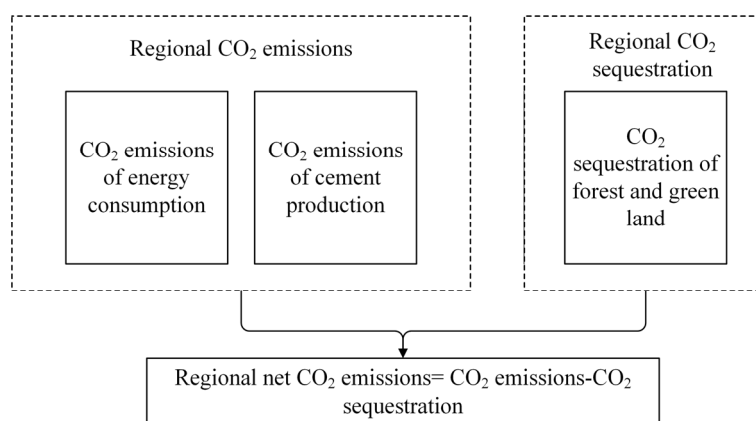 Regional CO₂ emissions
CO₂ emissions
of energy
consumption
CO₂ emissions
of cement
production
Regional CO₂
sequestration
CO₂
sequestration of
forest and green
land
Regional net CO₂ emissions= CO₂ emissions-CO₂
sequestration